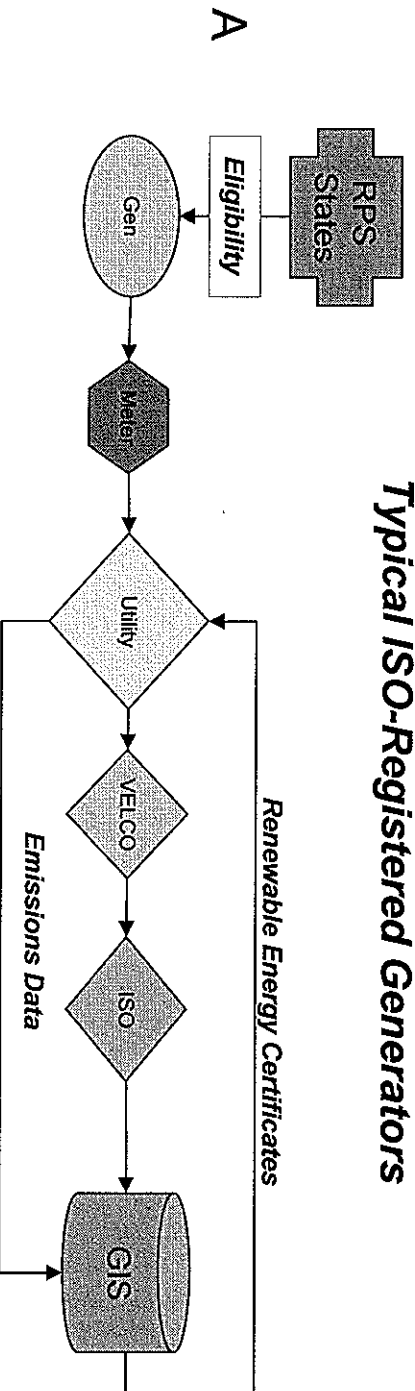 Typical ISO-Registered Generators
A
RPS
States
Eligibility
Gen
Meter
Utility
VELCO
ISO
GIS
Renewable Energy Certificates
Emissions Data